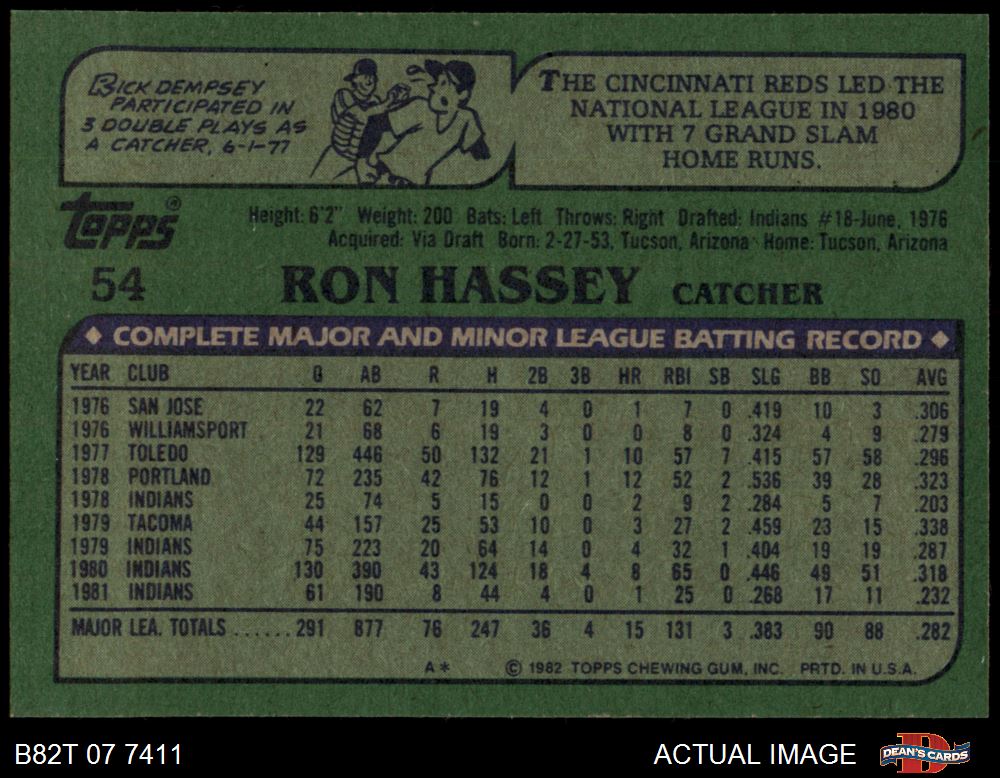 RICK DEMPSEY
PARTICIPATED IN
3 DOUBLE PLAYS AS
A CATCHER, 6-1-77
THE CINCINNATI REDS LED THE
NATIONAL LEAGUE IN 1980
WITH 7 GRAND SLAM
HOME RUNS.
topps®
Height: 6'2" Weight: 200 Bats: Left Throws: Right Drafted: Indians #18-June, 1976
Acquired: Via Draft Born: 2-27-53, Tucson, Arizona Home: Tucson, Arizona
54 RON HASSEY CATCHER
◆ COMPLETE MAJOR AND MINOR LEAGUE BATTING RECORD ◆
YEAR CLUB G AB R H 2B 3B HR RBI SB SLG BB SO AVG
1976 SAN JOSE 22 62 7 19 4 0 1 7 0 .419 10 3 .306
1976 WILLIAMSPORT 21 68 6 19 3 0 0 8 0 .324 4 9 .279
1977 TOLEDO 129 446 50 132 21 1 10 57 7 .415 57 58 .296
1978 PORTLAND 72 235 42 76 12 1 12 52 2 .536 39 28 .323
1978 INDIANS 25 74 5 15 0 0 2 9 2 .284 5 7 .203
1979 TACOMA 44 157 25 53 10 0 3 27 2 .459 23 15 .338
1979 INDIANS 75 223 20 64 14 0 4 32 1 .404 19 19 .287
1980 INDIANS 130 390 43 124 18 4 8 65 0 .446 49 51 .318
1981 INDIANS 61 190 8 44 4 0 1 25 0 .268 17 11 .232
MAJOR LEA. TOTALS ......291 877 76 247 36 4 15 131 3 .383 90 88 .282
A* © 1982 TOPPS CHEWING GUM, INC. PRTD. IN U.S.A.
B82T 07 7411 ACTUAL IMAGE DEAN'S CARDS